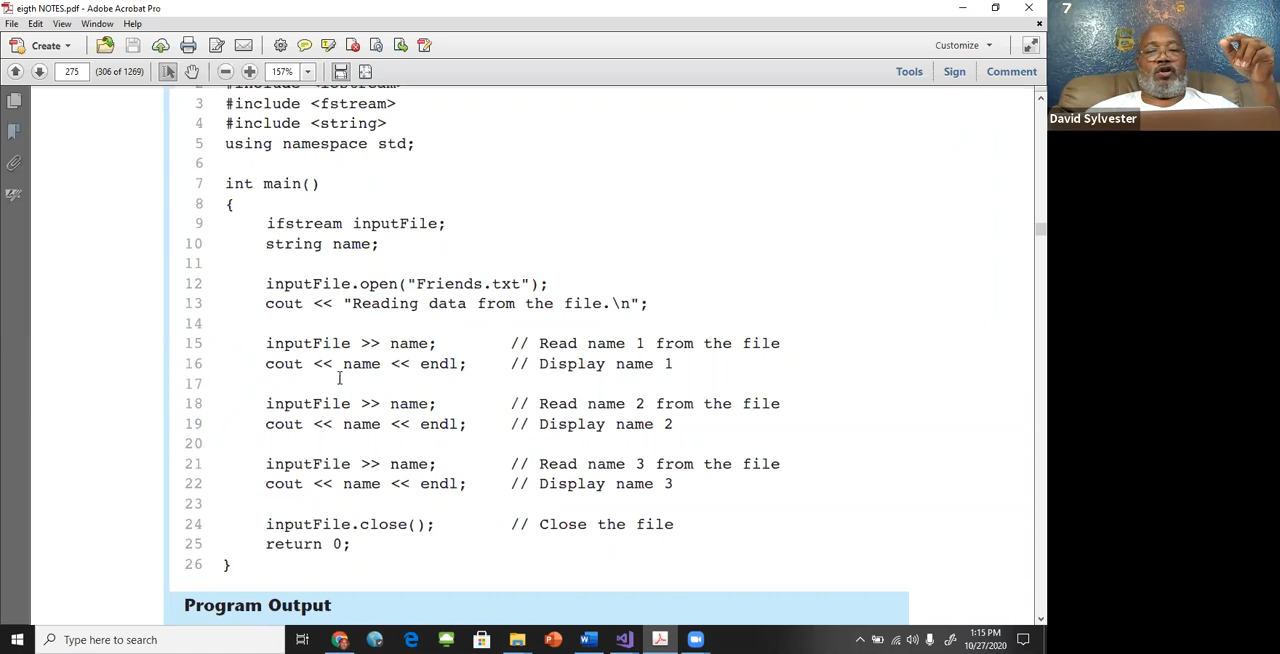 eigth NOTES.pdf - Adobe Acrobat Pro
File Edit View Window Help
Create
Customize
275 (306 of 1269) 157%
Tools Sign Comment
2 #include <iostream>
3 #include <fstream>
4 #include <string>
5 using namespace std;
6
7 int main()
8 {
9 ifstream inputFile;
10 string name;
11
12 inputFile.open("Friends.txt");
13 cout << "Reading data from the file.\n";
14
15 inputFile >> name; // Read name 1 from the file
16 cout << name << endl; // Display name 1
17
18 inputFile >> name; // Read name 2 from the file
19 cout << name << endl; // Display name 2
20
21 inputFile >> name; // Read name 3 from the file
22 cout << name << endl; // Display name 3
23
24 inputFile.close(); // Close the file
25 return 0;
26 }
Program Output
7
David Sylvester
Type here to search
1:15 PM
10/27/2020